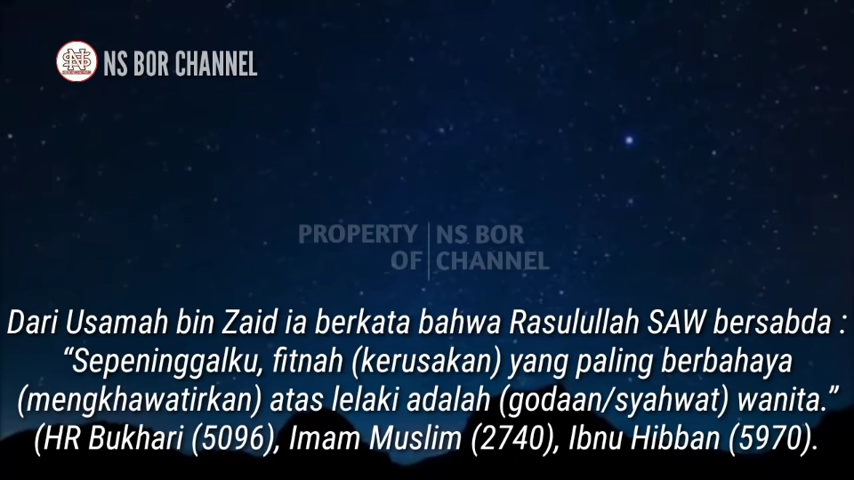 NS BOR CHANNEL
PROPERTY OF | NS BOR CHANNEL
Dari Usamah bin Zaid ia berkata bahwa Rasulullah SAW bersabda :
“Sepeninggalku, fitnah (kerusakan) yang paling berbahaya
(mengkhawatirkan) atas lelaki adalah (godaan/syahwat) wanita.”
(HR Bukhari (5096), Imam Muslim (2740), Ibnu Hibban (5970).